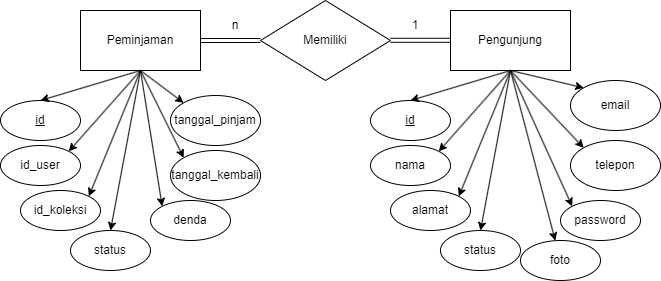 Peminjaman
n
Memiliki
1
Pengunjung
id
id_user
id_koleksi
status
denda
tanggal_kembali
tanggal_pinjam
id
nama
alamat
status
foto
password
telepon
email